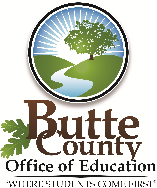 Butte
County
Office of Education
"WHERE STUDENTS COME FIRST"